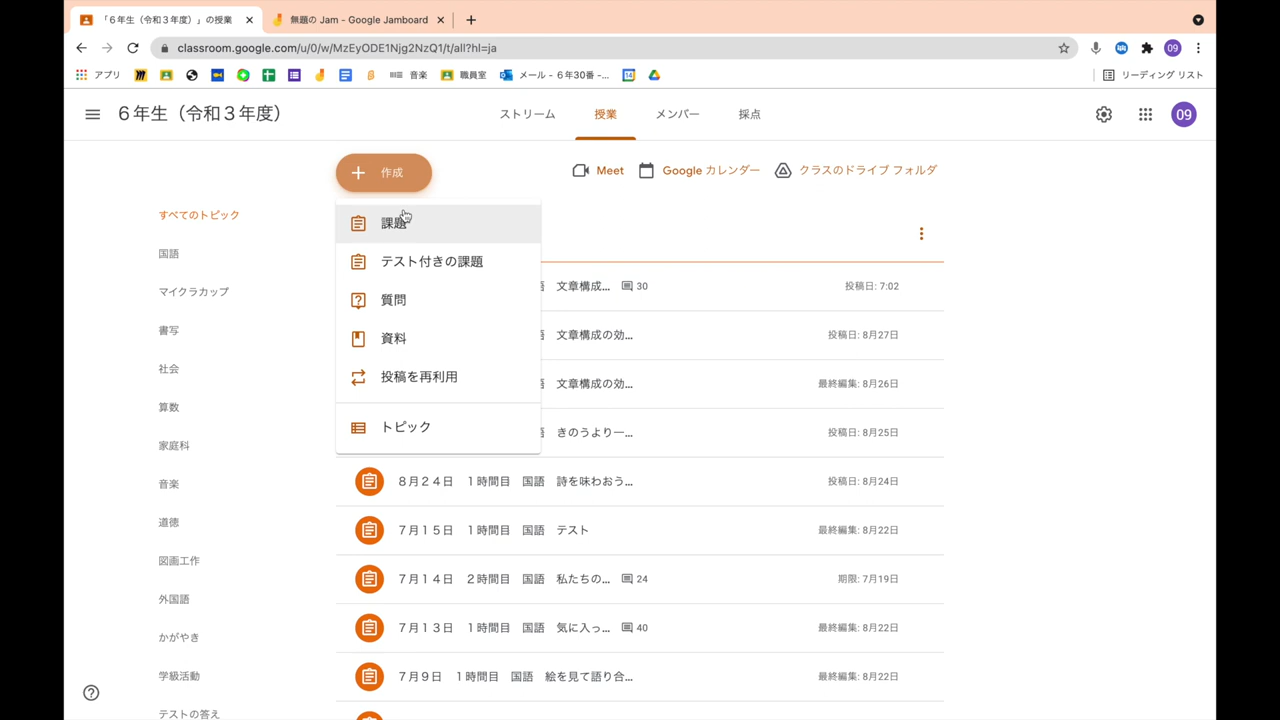 「６年生（令和３年度）」の授業
無題の Jam - Google Jamboard
classroom.google.com/u/0/w/MzEyODE1Njg2NzQ1/t/all?hl=ja
09
アプリ
音楽
職員室
メール - ６年30番 -...
リーディング リスト
６年生（令和３年度）
ストリーム
授業
メンバー
採点
09
作成
Meet
Google カレンダー
クラスのドライブ フォルダ
すべてのトピック
国語
マイクラカップ
書写
社会
算数
家庭科
音楽
道徳
図画工作
外国語
かがやき
学級活動
テストの答え
課題
テスト付きの課題
質問
資料
投稿を再利用
トピック
文章構成... 30 投稿日: 7:02
文章構成の効... 投稿日: 8月27日
文章構成の効... 最終編集: 8月26日
きのうより一... 投稿日: 8月25日
８月２４日　１時間目　国語　詩を味わおう... 投稿日: 8月24日
７月１５日　１時間目　国語　テスト 最終編集: 8月22日
７月１４日　２時間目　国語　私たちの... 24 期限: 7月19日
７月１３日　１時間目　国語　気に入っ... 40 最終編集: 8月22日
７月９日　１時間目　国語　絵を見て語り合... 最終編集: 8月22日